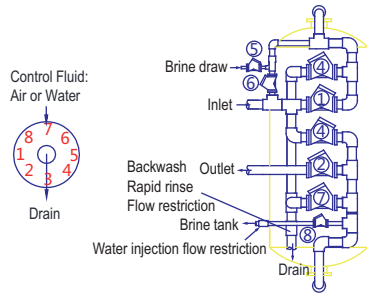 Control Fluid:
Air or Water
7
8
6
1
5
2
4
3
Drain
⑤
Brine draw
④
⑥
Inlet
①
④
Backwash
Outlet
②
Rapid rinse
Flow restriction
⑦
Brine tank
⑧
Water injection flow restriction
Drain